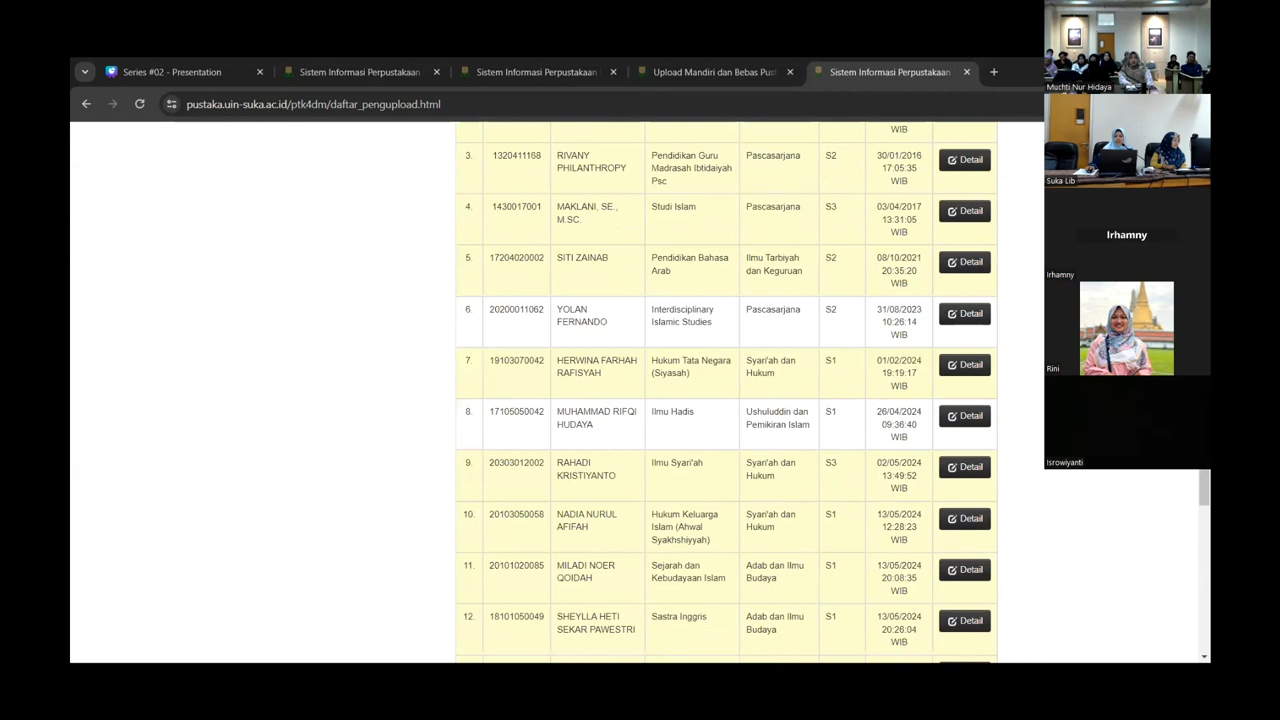 Series #02 - Presentation
Sistem Informasi Perpustakaan
Sistem Informasi Perpustakaan
Upload Mandiri dan Bebas Pust
Sistem Informasi Perpustakaan
pustaka.uin-suka.ac.id/ptk4dm/daftar_pengupload.html
WIB
3. 1320411168 RIVANY Pendidikan Guru Pascasarjana S2 30/01/2016 Detail
PHILANTHROPY Madrasah Ibtidaiyah 17:05:35
Psc WIB
4. 1430017001 MAKLANI, SE., Studi Islam Pascasarjana S3 03/04/2017 Detail
M.SC. 13:31:05
WIB
5. 17204020002 SITI ZAINAB Pendidikan Bahasa Ilmu Tarbiyah S2 08/10/2021 Detail
Arab dan Keguruan 20:35:20
WIB
6. 20200011062 YOLAN Interdisciplinary Pascasarjana S2 31/08/2023 Detail
FERNANDO Islamic Studies 10:26:14
WIB
7. 19103070042 HERWINA FARHAH Hukum Tata Negara Syari'ah dan S1 01/02/2024 Detail
RAFISYAH (Siyasah) Hukum 19:19:17
WIB
8. 17105050042 MUHAMMAD RIFQI Ilmu Hadis Ushuluddin dan S1 26/04/2024 Detail
HUDAYA Pemikiran Islam 09:36:40
WIB
9. 20303012002 RAHADI Ilmu Syari'ah Syari'ah dan S3 02/05/2024 Detail
KRISTIYANTO Hukum 13:49:52
WIB
10. 20103050058 NADIA NURUL Hukum Keluarga Syari'ah dan S1 13/05/2024 Detail
AFIFAH Islam (Ahwal Hukum 12:28:23
Syakhshiyyah) WIB
11. 20101020085 MILADI NOER Sejarah dan Adab dan Ilmu S1 13/05/2024 Detail
QOIDAH Kebudayaan Islam Budaya 20:08:35
WIB
12. 18101050049 SHEYLLA HETI Sastra Inggris Adab dan Ilmu S1 13/05/2024 Detail
SEKAR PAWESTRI Budaya 20:26:04
WIB
Muchti Nur Hidaya
Suka Lib
Irhamny
Irhamny
Rini
Isrowiyanti